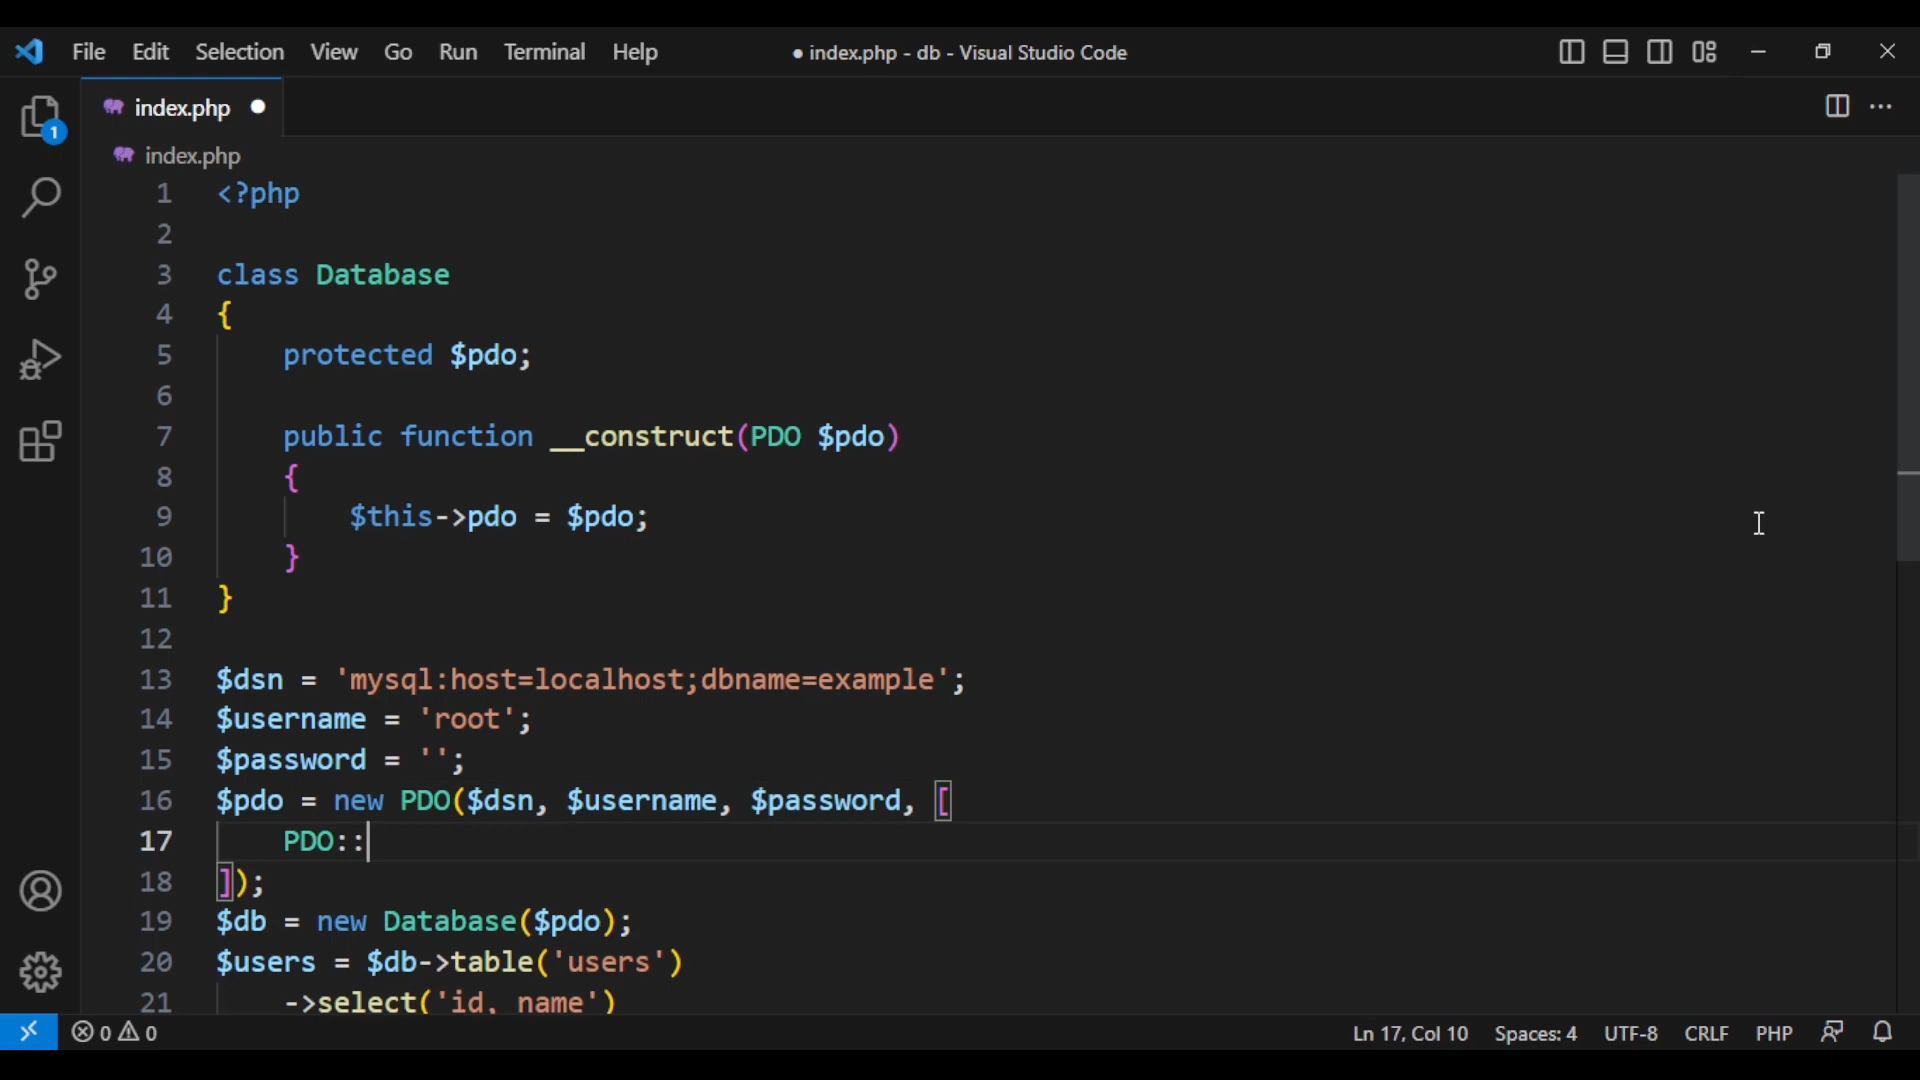 File Edit Selection View Go Run Terminal Help ● index.php - db - Visual Studio Code
1 index.php ●
index.php
1 <?php
2
3 class Database
4 {
5     protected $pdo;
6
7     public function __construct(PDO $pdo)
8     {
9         $this->pdo = $pdo;
10     }
11 }
12
13 $dsn = 'mysql:host=localhost;dbname=example';
14 $username = 'root';
15 $password = '';
16 $pdo = new PDO($dsn, $username, $password, [
17     PDO::
18 ]);
19 $db = new Database($pdo);
20 $users = $db->table('users')
21     ->select('id, name')
0 0 Ln 17, Col 10 Spaces: 4 UTF-8 CRLF PHP